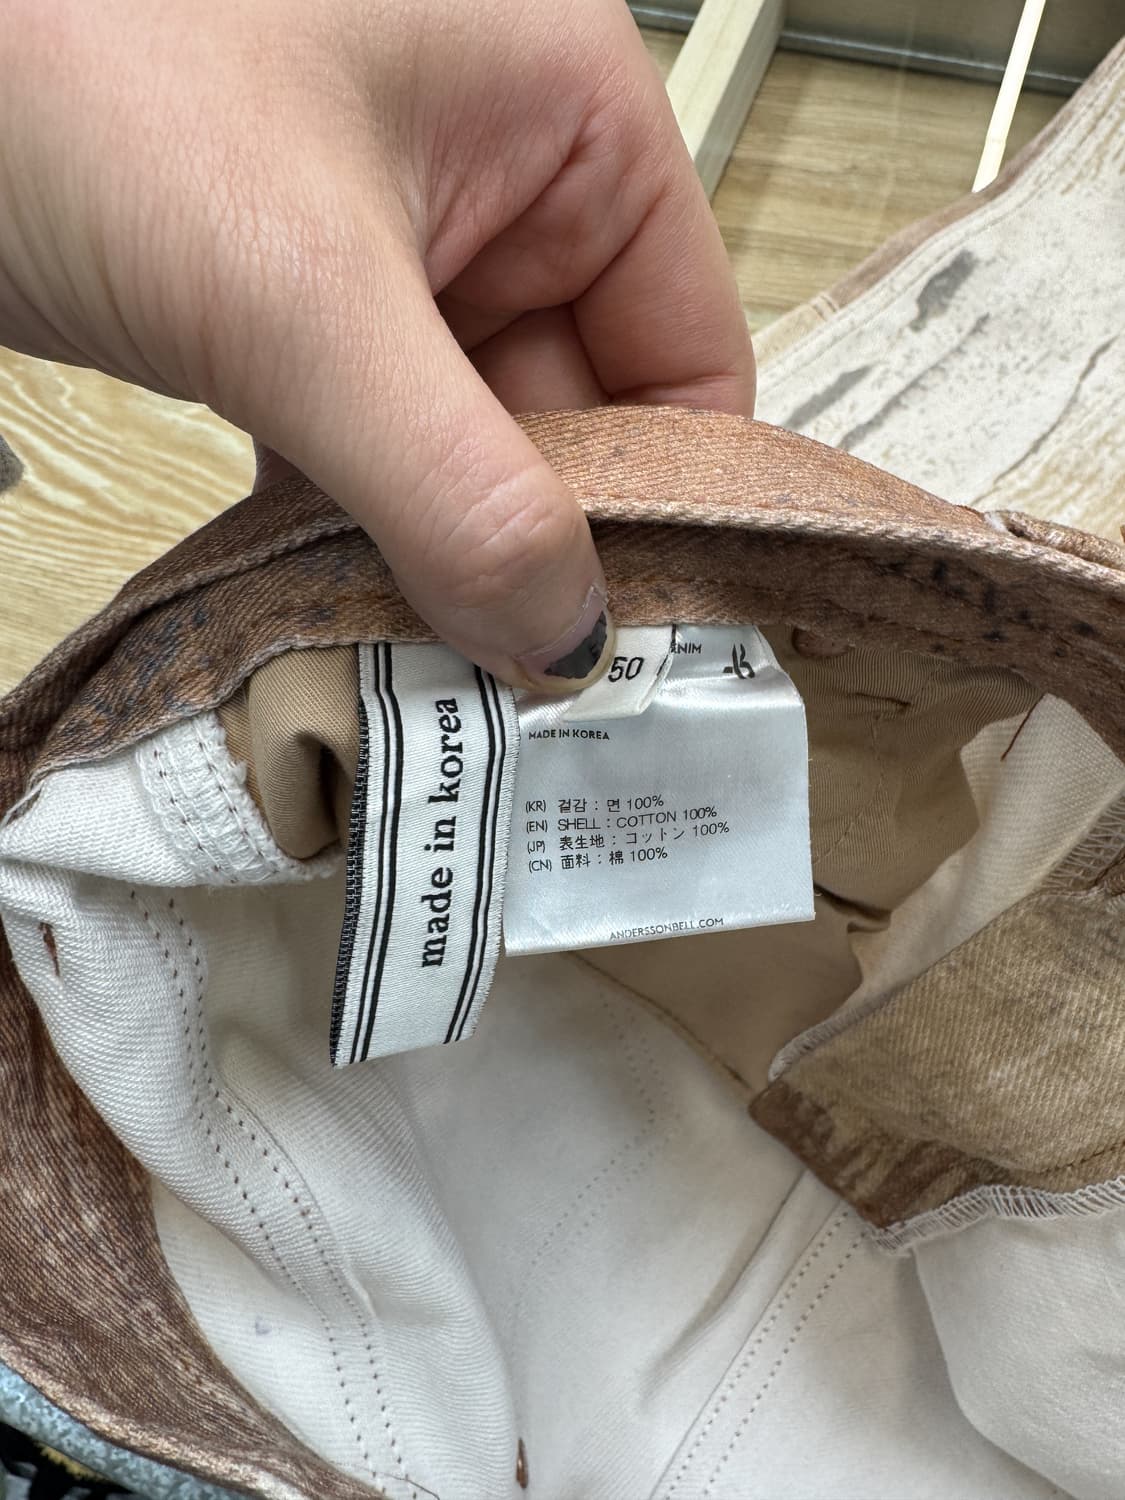 50
MADE IN KOREA
(KR) 겉감 : 면 100%
(EN) SHELL : COTTON 100%
(JP) 表生地 : コットン 100%
(CN) 面料 : 棉 100%
ANDERSSONBELL.COM
made in korea